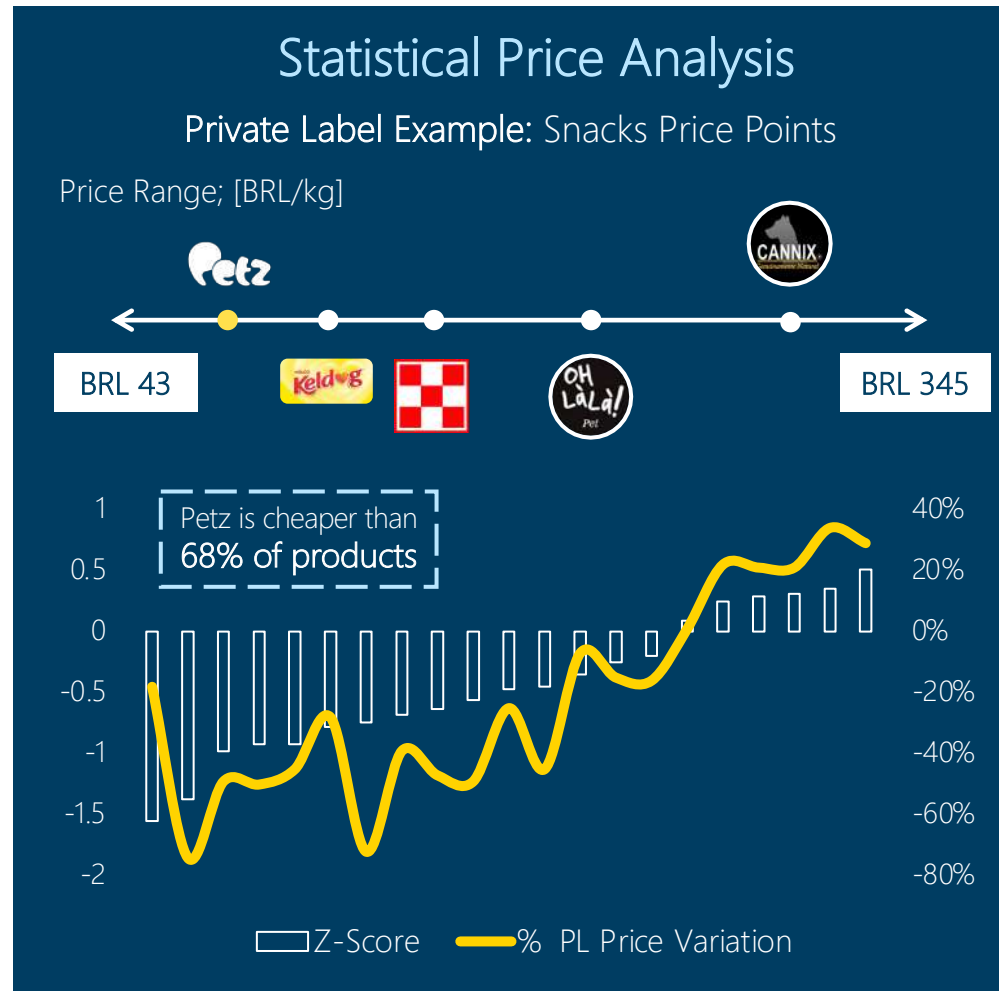 Statistical Price Analysis
Private Label Example: Snacks Price Points
Price Range; [BRL/kg]
CANNIX
Petz
BRL 43
Keldog
OH
LàLà!
Pet
BRL 345
1
0.5
0
-0.5
-1
-1.5
-2
Petz is cheaper than
68% of products
40%
20%
0%
-20%
-40%
-60%
-80%
Z-Score
% PL Price Variation